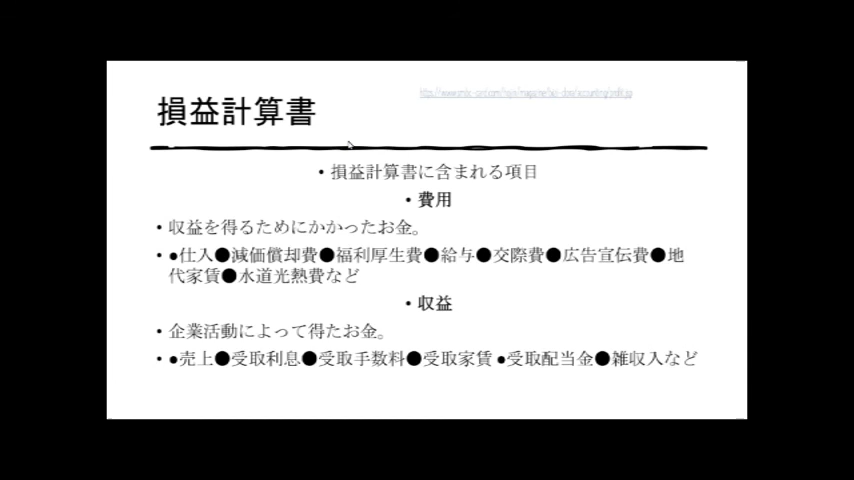 損益計算書
• 損益計算書に含まれる項目
• 費用
• 収益を得るためにかかったお金。
• ●仕入●減価償却費●福利厚生費●給与●交際費●広告宣伝費●地
代家賃●水道光熱費など
• 収益
• 企業活動によって得たお金。
• ●売上●受取利息●受取手数料●受取家賃 ●受取配当金●雑収入など